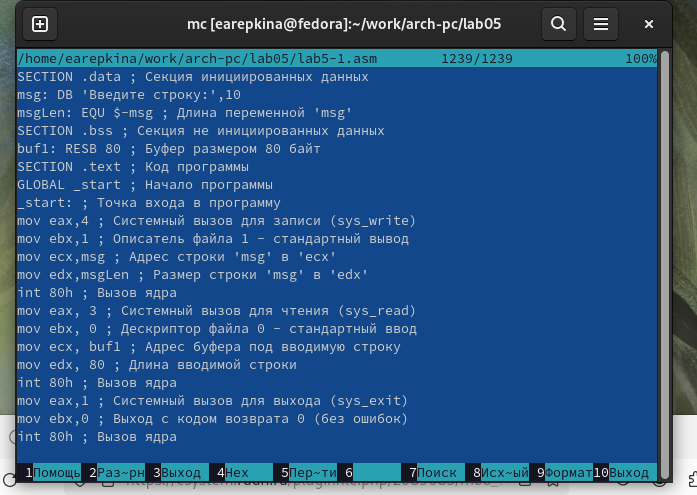 mc [earepkina@fedora]:~/work/arch-pc/lab05
/home/earepkina/work/arch-pc/lab05/lab5-1.asm 1239/1239 100%
SECTION .data ; Секция инициированных данных
msg: DB 'Введите строку:',10
msgLen: EQU $-msg ; Длина переменной 'msg'
SECTION .bss ; Секция не инициированных данных
buf1: RESB 80 ; Буфер размером 80 байт
SECTION .text ; Код программы
GLOBAL _start ; Начало программы
_start: ; Точка входа в программу
mov eax,4 ; Системный вызов для записи (sys_write)
mov ebx,1 ; Описатель файла 1 - стандартный вывод
mov ecx,msg ; Адрес строки 'msg' в 'ecx'
mov edx,msgLen ; Размер строки 'msg' в 'edx'
int 80h ; Вызов ядра
mov eax, 3 ; Системный вызов для чтения (sys_read)
mov ebx, 0 ; Дескриптор файла 0 - стандартный ввод
mov ecx, buf1 ; Адрес буфера под вводимую строку
mov edx, 80 ; Длина вводимой строки
int 80h ; Вызов ядра
mov eax,1 ; Системный вызов для выхода (sys_exit)
mov ebx,0 ; Выход с кодом возврата 0 (без ошибок)
int 80h ; Вызов ядра
1Помощь 2Раз~рн 3Выход 4Hex 5Пер~ти 6 7Поиск 8Исх~ый 9Формат 10Выход